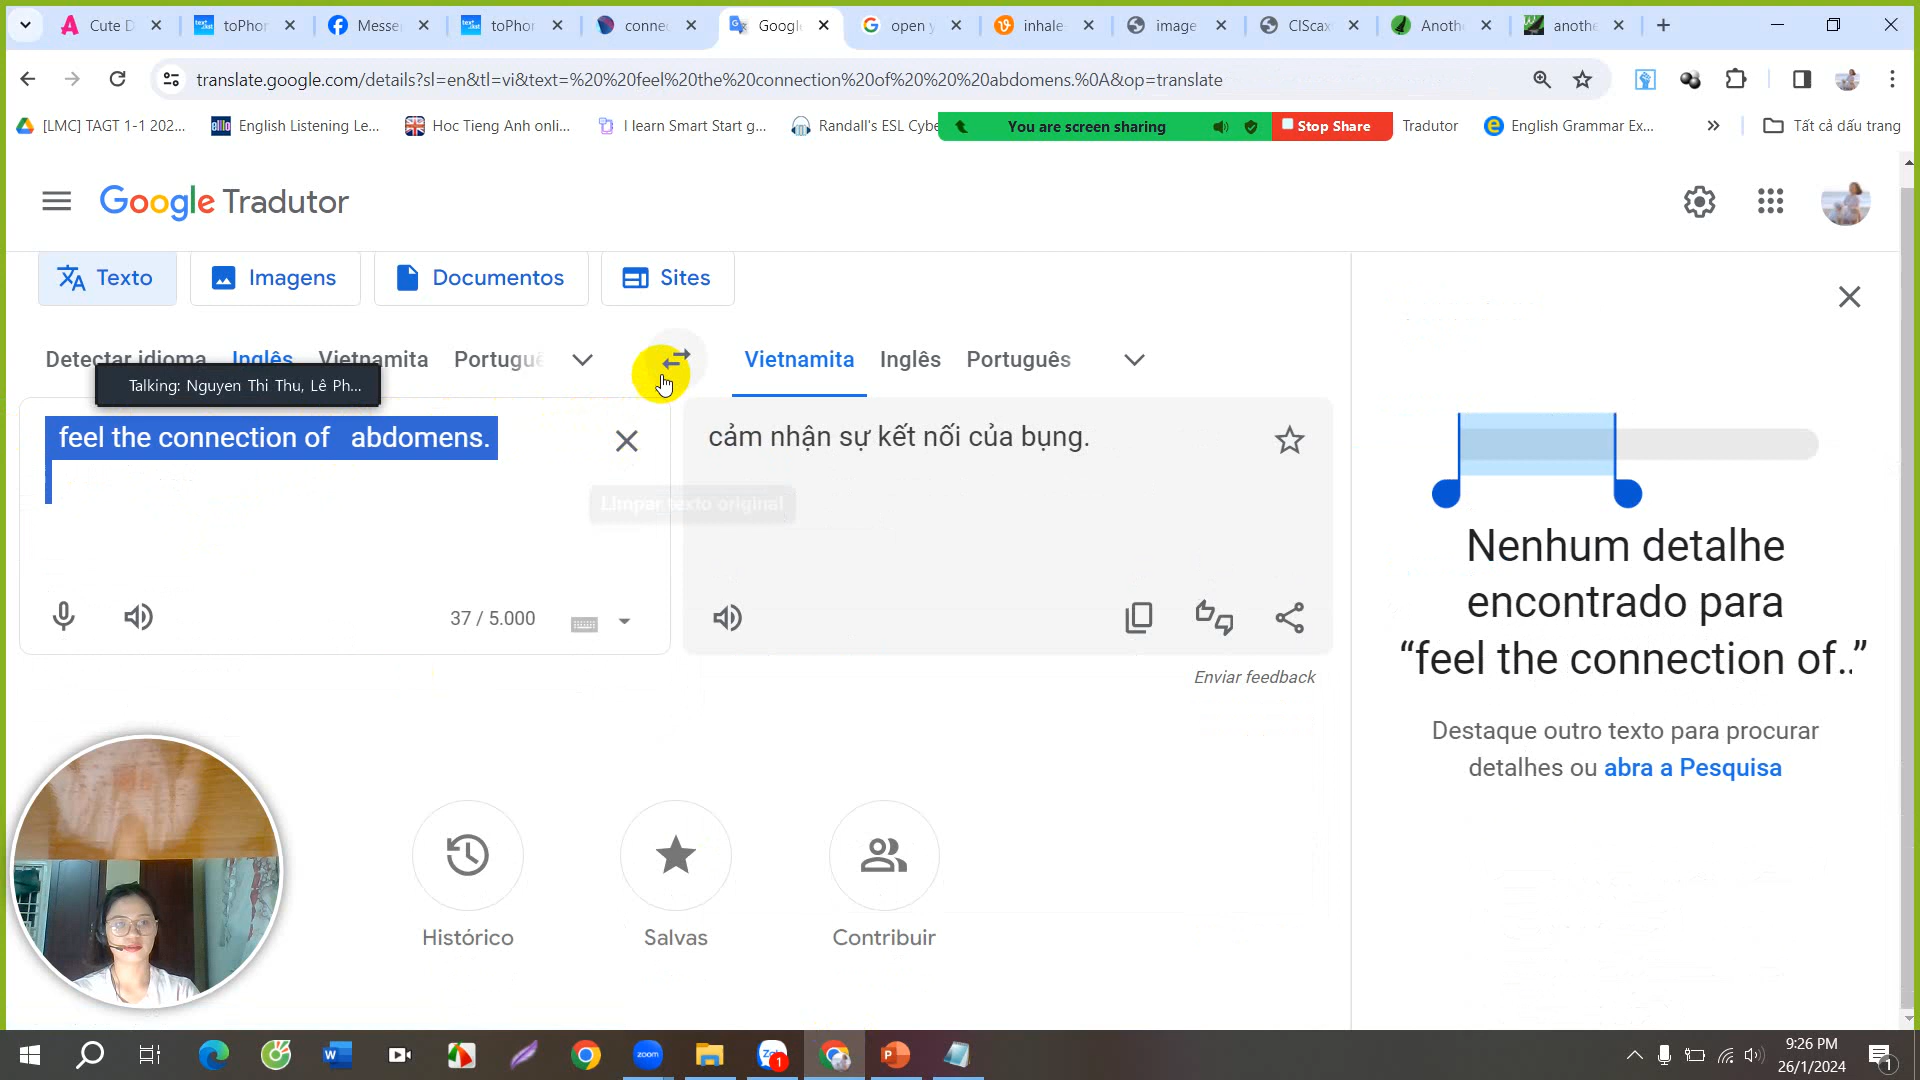 Cute D
toPhor
Messe
toPhor
connec
Google
open y
inhale
image
CIScax
Anoth
anothe
translate.google.com/details?sl=en&tl=vi&text=%20%20feel%20the%20connection%20of%20%20%20abdomens.%0A&op=translate
[LMC] TAGT 1-1 202...
English Listening Le...
Hoc Tieng Anh onli...
I learn Smart Start g...
Randall's ESL Cybe
You are screen sharing
Stop Share
Tradutor
English Grammar Ex...
Tất cả dấu trang
Google Tradutor
Texto
Imagens
Documentos
Sites
Detectar idioma
Inglês
Vietnamita
Portuguê
Vietnamita
Inglês
Português
Talking: Nguyen Thi Thu, Lê Ph...
feel the connection of   abdomens.
cảm nhận sự kết nối của bụng.
Limpar texto original
37 / 5.000
Enviar feedback
Nenhum detalhe
encontrado para
“feel the connection of..”
Destaque outro texto para procurar
detalhes ou abra a Pesquisa
Histórico
Salvas
Contribuir
zoom
1
9:26 PM
26/1/2024
1